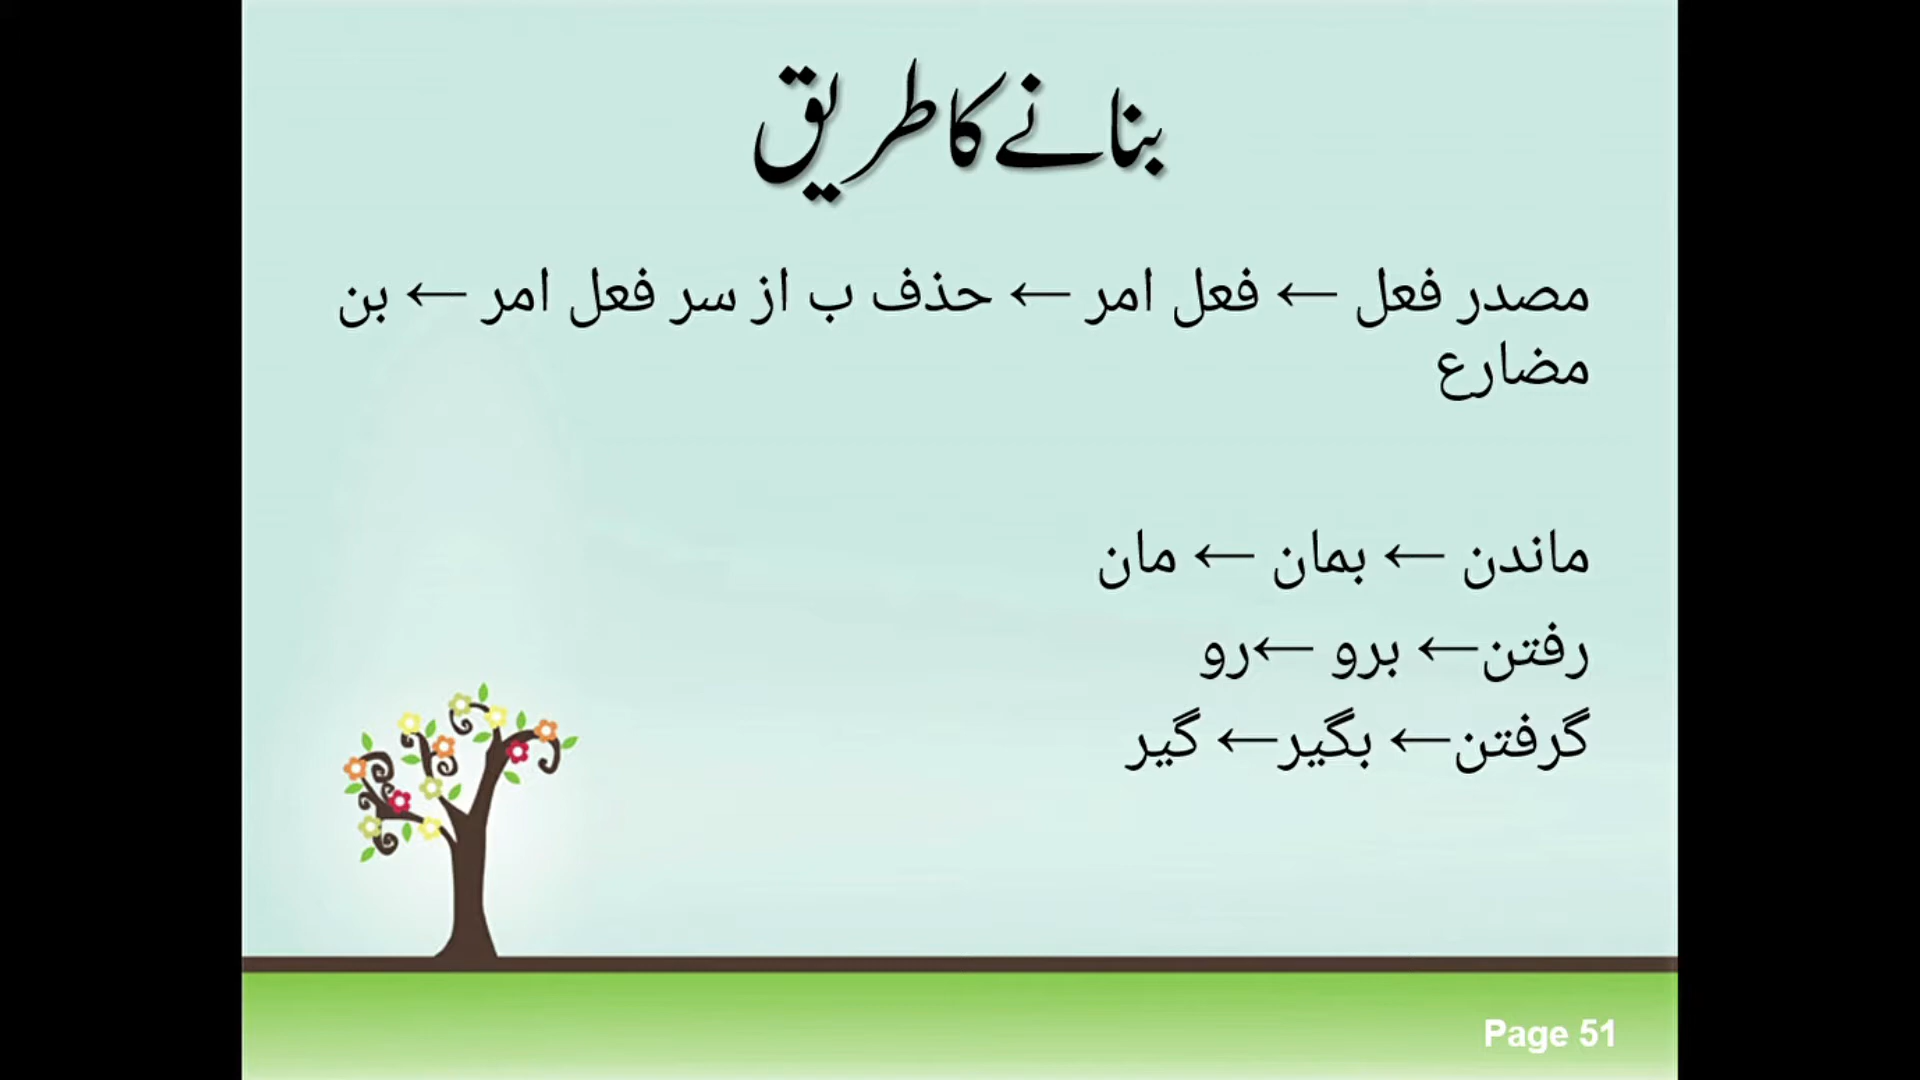 بنانے کا طریق
مصدر فعل ← فعل امر ← حذف ب از سر فعل امر ← بن
مضارع
ماندن ← بمان ← مان
رفتن← برو ←رو
گرفتن← بگیر← گیر
Page 51